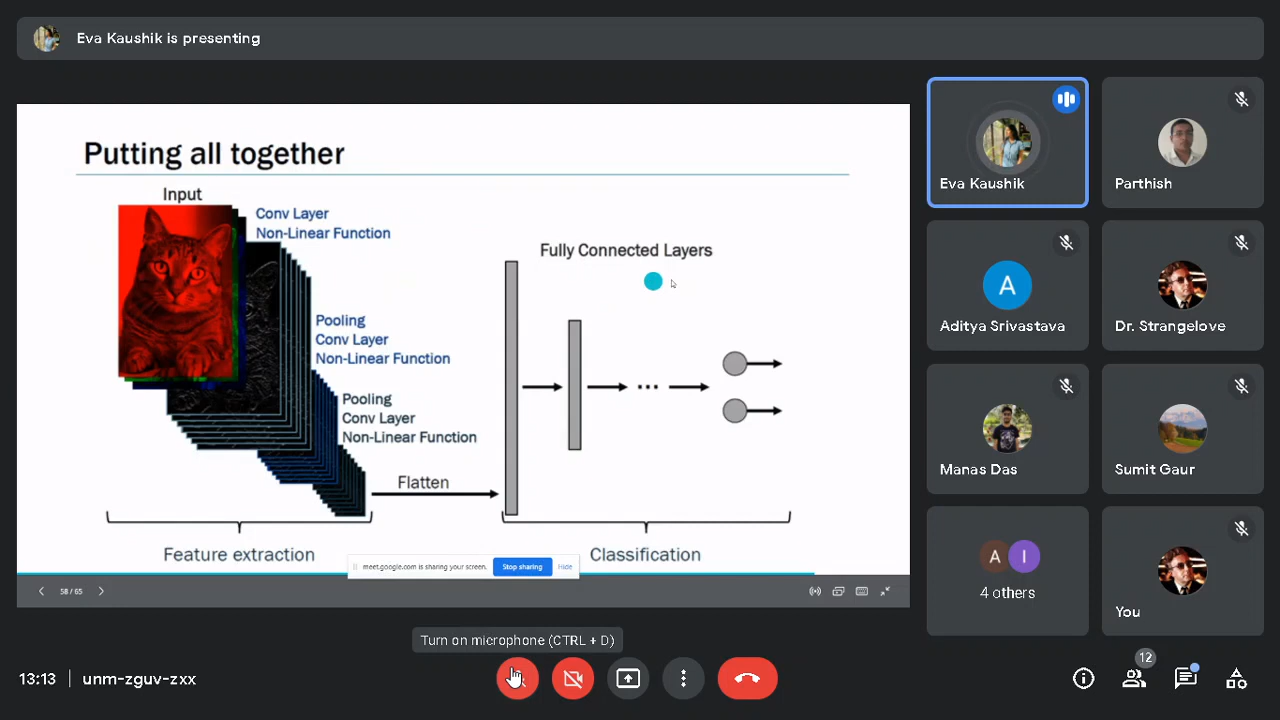 Eva Kaushik is presenting
Putting all together
Input
Conv Layer
Non-Linear Function
Pooling
Conv Layer
Non-Linear Function
Pooling
Conv Layer
Non-Linear Function
Flatten
Feature extraction
Fully Connected Layers
...
Classification
meet.google.com is sharing your screen.
Stop sharing
Hide
58 / 65
Eva Kaushik
Parthish
A
Aditya Srivastava
Dr. Strangelove
Manas Das
Sumit Gaur
A
I
4 others
You
Turn on microphone (CTRL + D)
13:13
unm-zguv-zxx
12